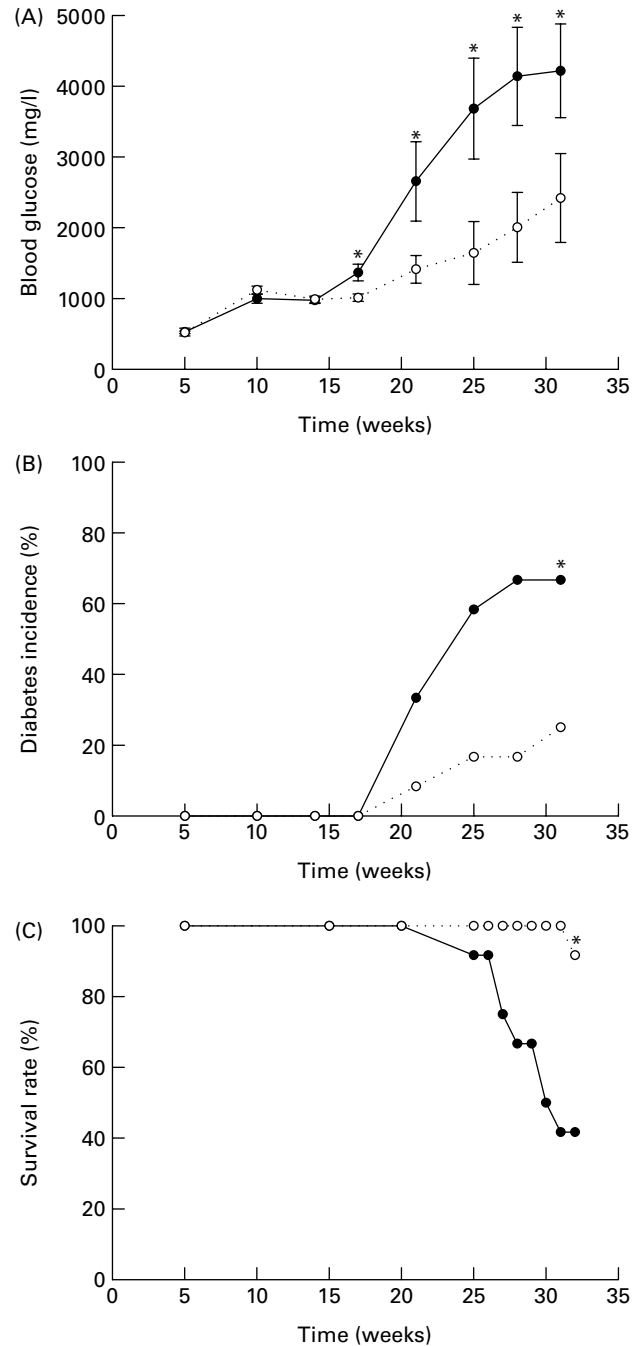 (A)
5000
4000
3000
2000
1000
0
Blood glucose (mg/l)
* * * * *
0 5 10 15 20 25 30 35
Time (weeks)
(B)
100
80
60
40
20
0
Diabetes incidence (%)
*
0 5 10 15 20 25 30 35
Time (weeks)
(C)
100
80
60
40
20
0
Survival rate (%)
*
0 5 10 15 20 25 30 35
Time (weeks)